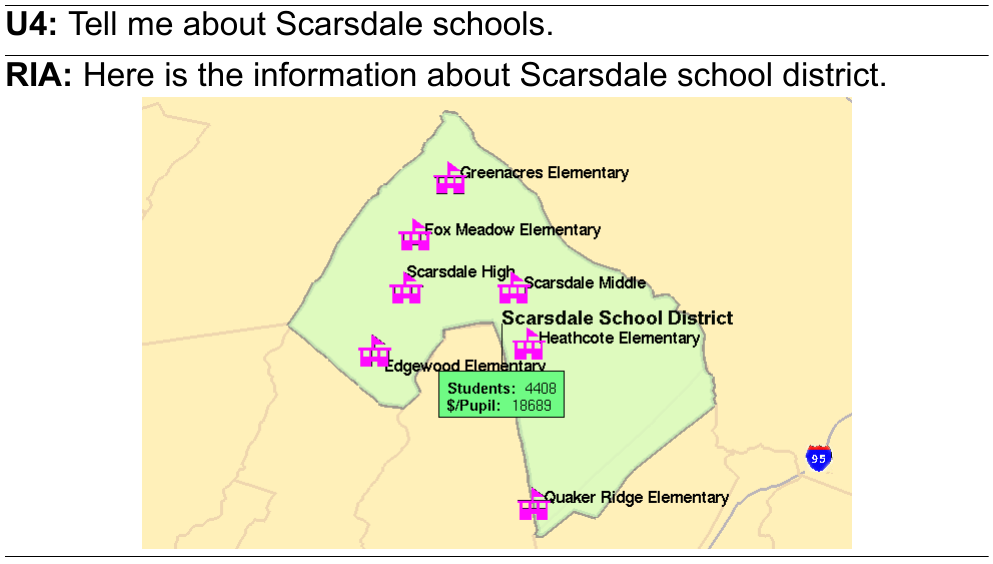 U4: Tell me about Scarsdale schools.
RIA: Here is the information about Scarsdale school district.
Greenacres Elementary
Fox Meadow Elementary
Scarsdale High
Scarsdale Middle
Scarsdale School District
Heathcote Elementary
Edgewood Elementary
Students: 4408
$/Pupil: 18689
95
Quaker Ridge Elementary